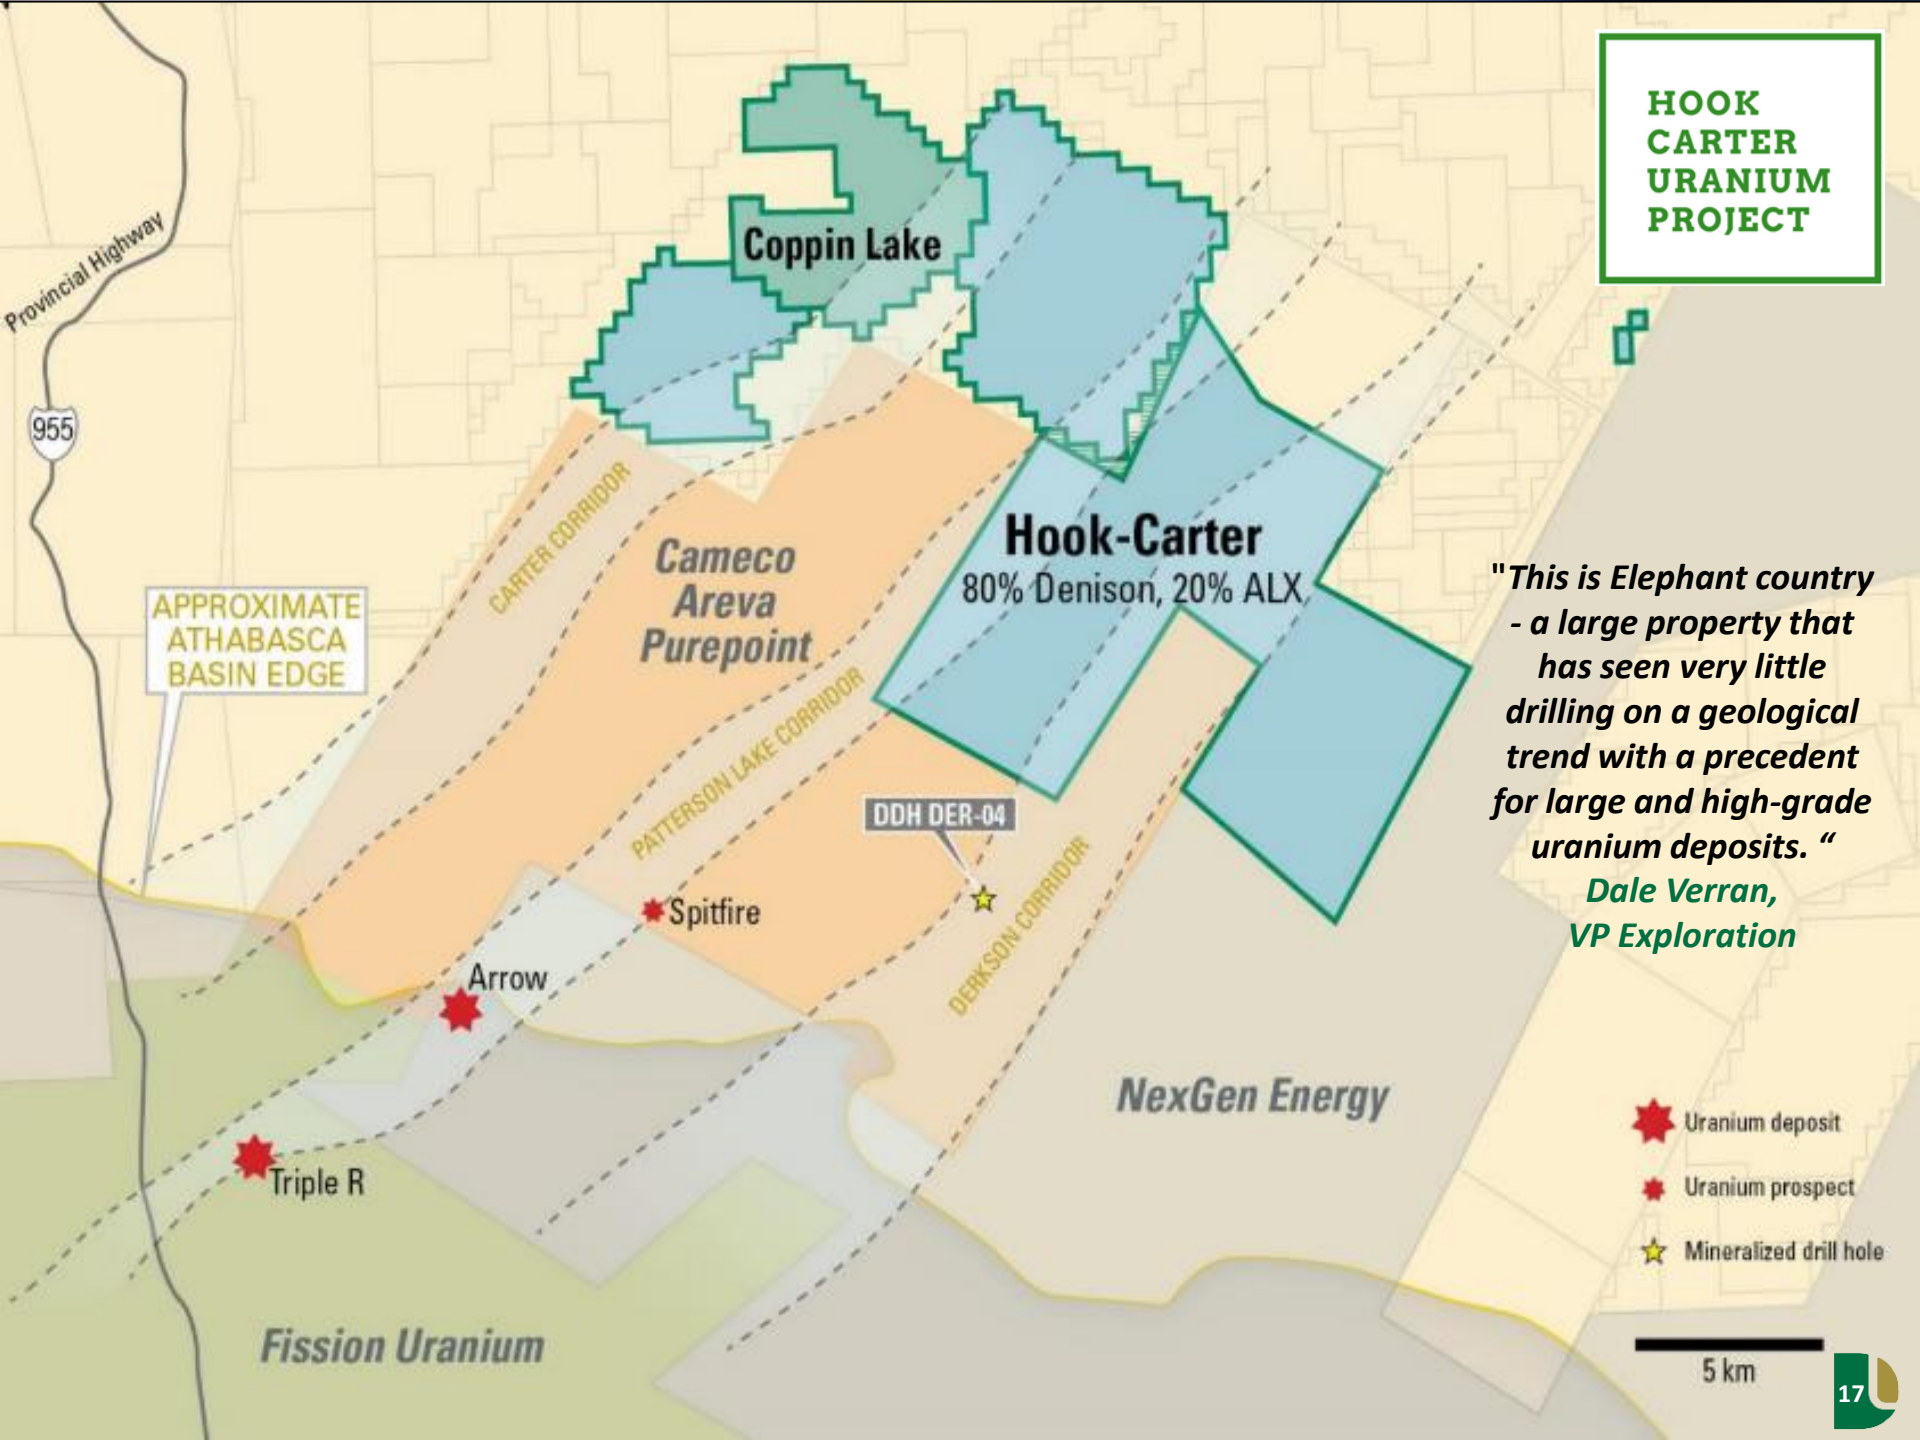 HOOK
CARTER
URANIUM
PROJECT
Coppin Lake
Provincial Highway
955
CARTER CORRIDOR
Cameco
Areva
Purepoint
Hook-Carter
80% Denison, 20% ALX
"This is Elephant country
- a large property that
has seen very little
drilling on a geological
trend with a precedent
for large and high-grade
uranium deposits. “
Dale Verran,
VP Exploration
APPROXIMATE
ATHABASCA
BASIN EDGE
PATTERSON LAKE CORRIDOR
DDH DER-04
DERKSON CORRIDOR
Spitfire
Arrow
NexGen Energy
Triple R
Fission Uranium
Uranium deposit
Uranium prospect
Mineralized drill hole
5 km
17